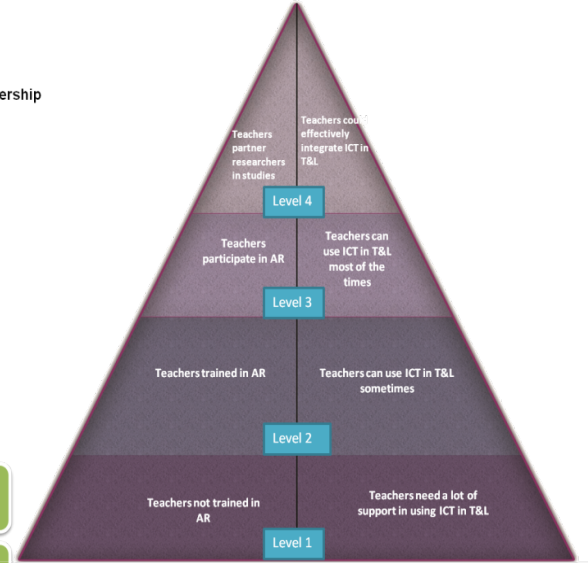 ership
Teachers
partner
researchers
in studies
Teachers could
effectively
integrate ICT in
T&L
Level 4
Teachers
participate in AR
Teachers can
use ICT in T&L
most of the
times
Level 3
Teachers trained in AR
Teachers can use ICT in T&L
sometimes
Level 2
Teachers not trained in
AR
Teachers need a lot of
support in using ICT in T&L
Level 1